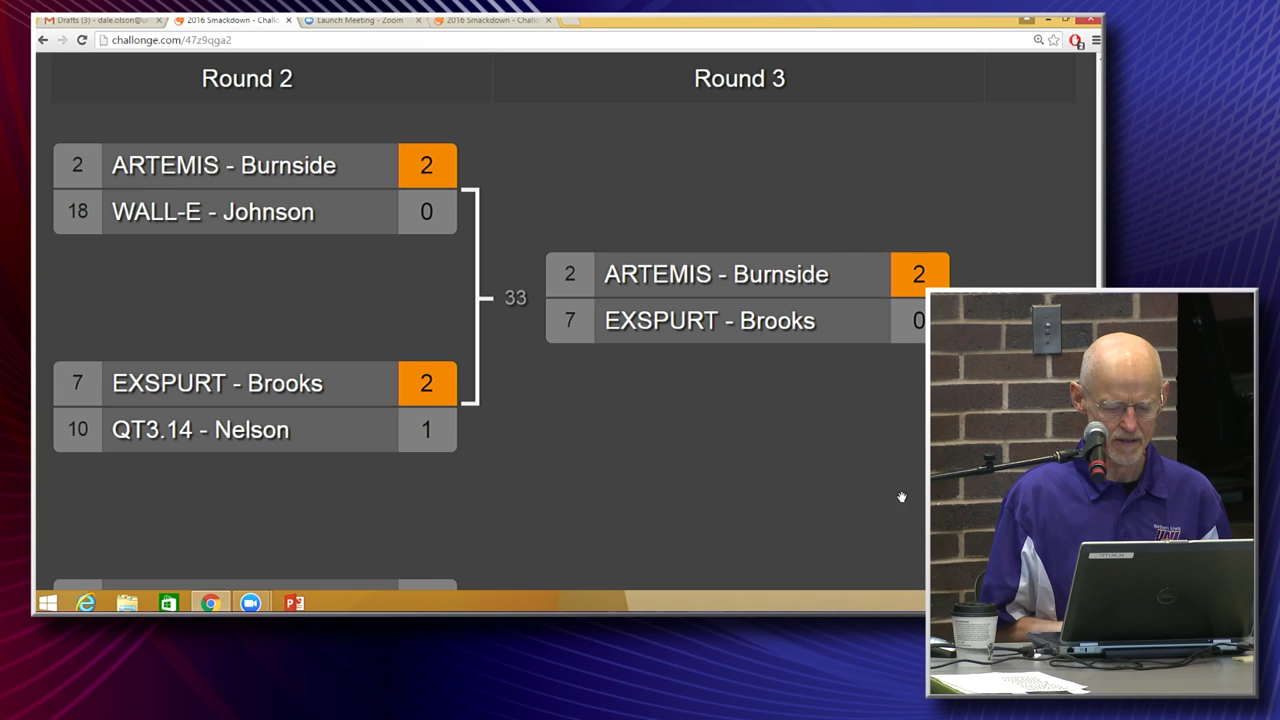 Drafts (3) - dale.olson@u
2016 Smackdown - Challo
Launch Meeting - Zoom
2016 Smackdown - Challo
challonge.com/47z9qga2
Round 2
Round 3
2 ARTEMIS - Burnside 2
18 WALL-E - Johnson 0
33
2 ARTEMIS - Burnside 2
7 EXSPURT - Brooks 0
7 EXSPURT - Brooks 2
10 QT3.14 - Nelson 1
UNI